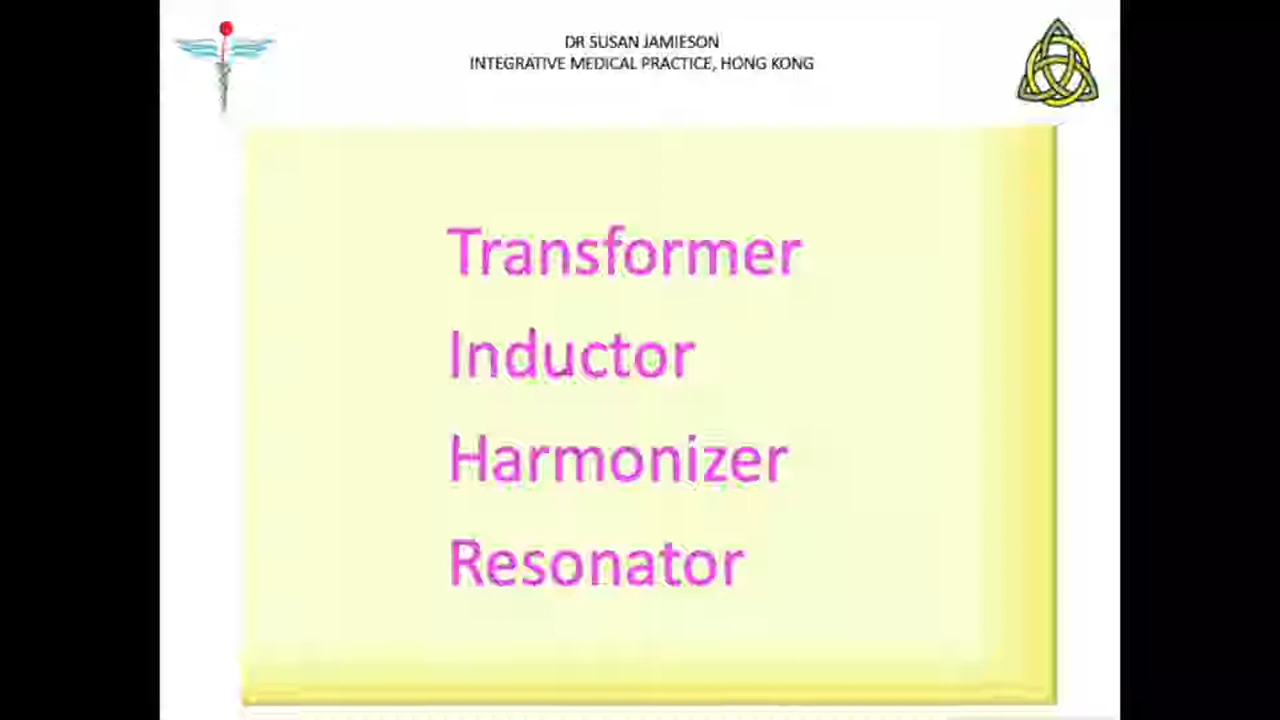 DR SUSAN JAMIESON
INTEGRATIVE MEDICAL PRACTICE, HONG KONG
Transformer
Inductor
Harmonizer
Resonator